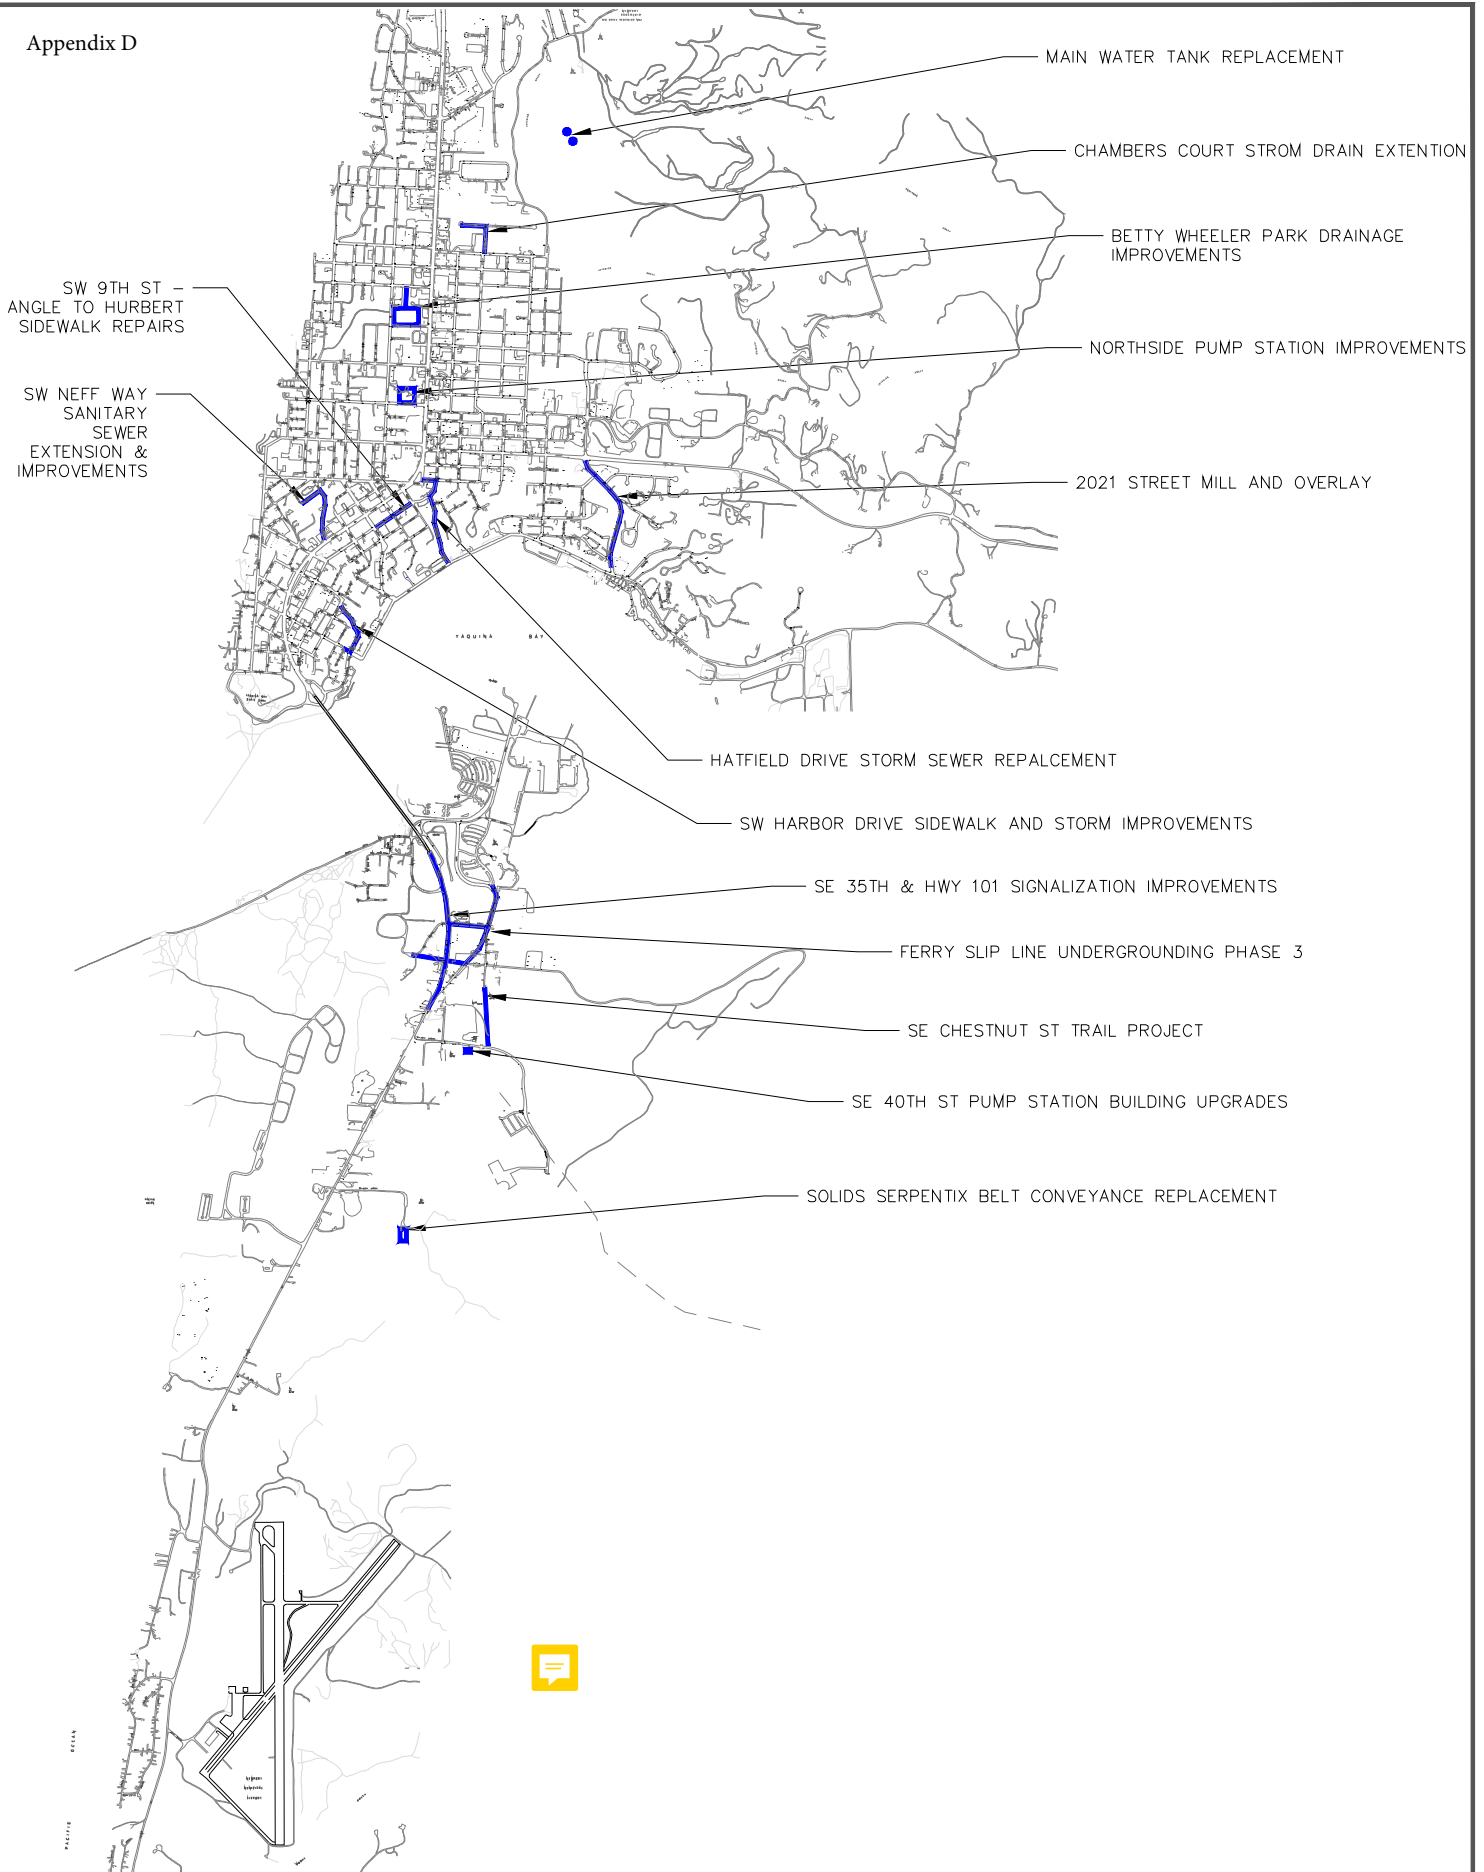 Appendix D
MAIN WATER TANK REPLACEMENT
CHAMBERS COURT STROM DRAIN EXTENTION
BETTY WHEELER PARK DRAINAGE
IMPROVEMENTS
SW 9TH ST –
ANGLE TO HURBERT
SIDEWALK REPAIRS
NORTHSIDE PUMP STATION IMPROVEMENTS
SW NEFF WAY
SANITARY
SEWER
EXTENSION &
IMPROVEMENTS
2021 STREET MILL AND OVERLAY
YAQUINA BAY
HATFIELD DRIVE STORM SEWER REPALCEMENT
SW HARBOR DRIVE SIDEWALK AND STORM IMPROVEMENTS
SE 35TH & HWY 101 SIGNALIZATION IMPROVEMENTS
FERRY SLIP LINE UNDERGROUNDING PHASE 3
SE CHESTNUT ST TRAIL PROJECT
SE 40TH ST PUMP STATION BUILDING UPGRADES
SOLIDS SERPENTIX BELT CONVEYANCE REPLACEMENT
PACIFIC OCEAN